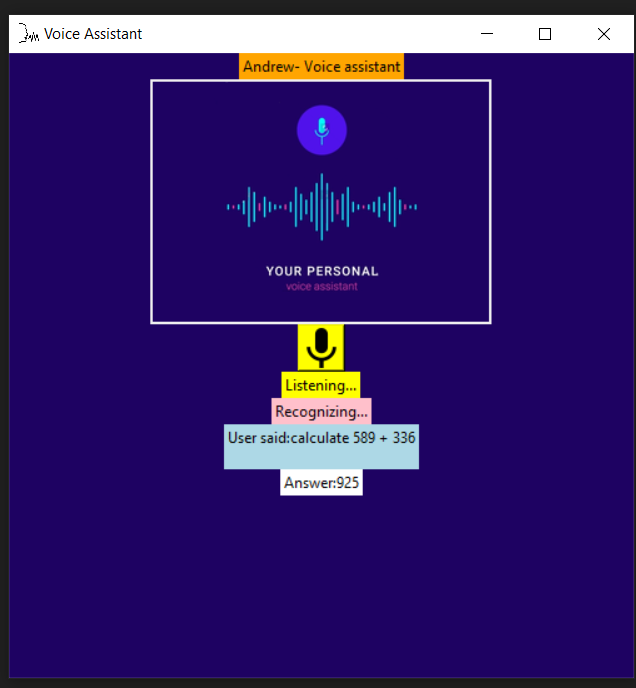 Voice Assistant
Andrew- Voice assistant
YOUR PERSONAL
voice assistant
Listening...
Recognizing...
User said:calculate 589 + 336
Answer:925